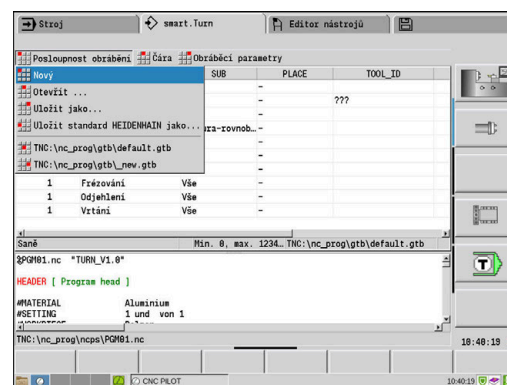 Stroj
smart.Turn
Editor nástrojů
Posloupnost obrábění
Čára
Obráběcí parametry
Nový
SUB PLACE TOOL_ID
Otevřít ...
-
??? 
Uložit jako...
-
Uložit standard HEIDENHAIN jako...
ra-rovnob… -
-
TNC:\nc_prog\gtb\default.gtb
-
TNC:\nc_prog\gtb\_new.gtb
-
1 Frézování Vše -
1 Odjehlení Vše -
1 Vrtání Vše -
Saně Min. 0, max. 1234… TNC:\nc_prog\gtb\default.gtb
%PGM01.nc "TURN_V1.0"
HEADER [ Program head ]
#MATERIAL Aluminium
#SETTING 1 und von 1
TNC:\nc_prog\ncps\PGM01.nc
T
10:40:19
CNC PILOT
10:40:19